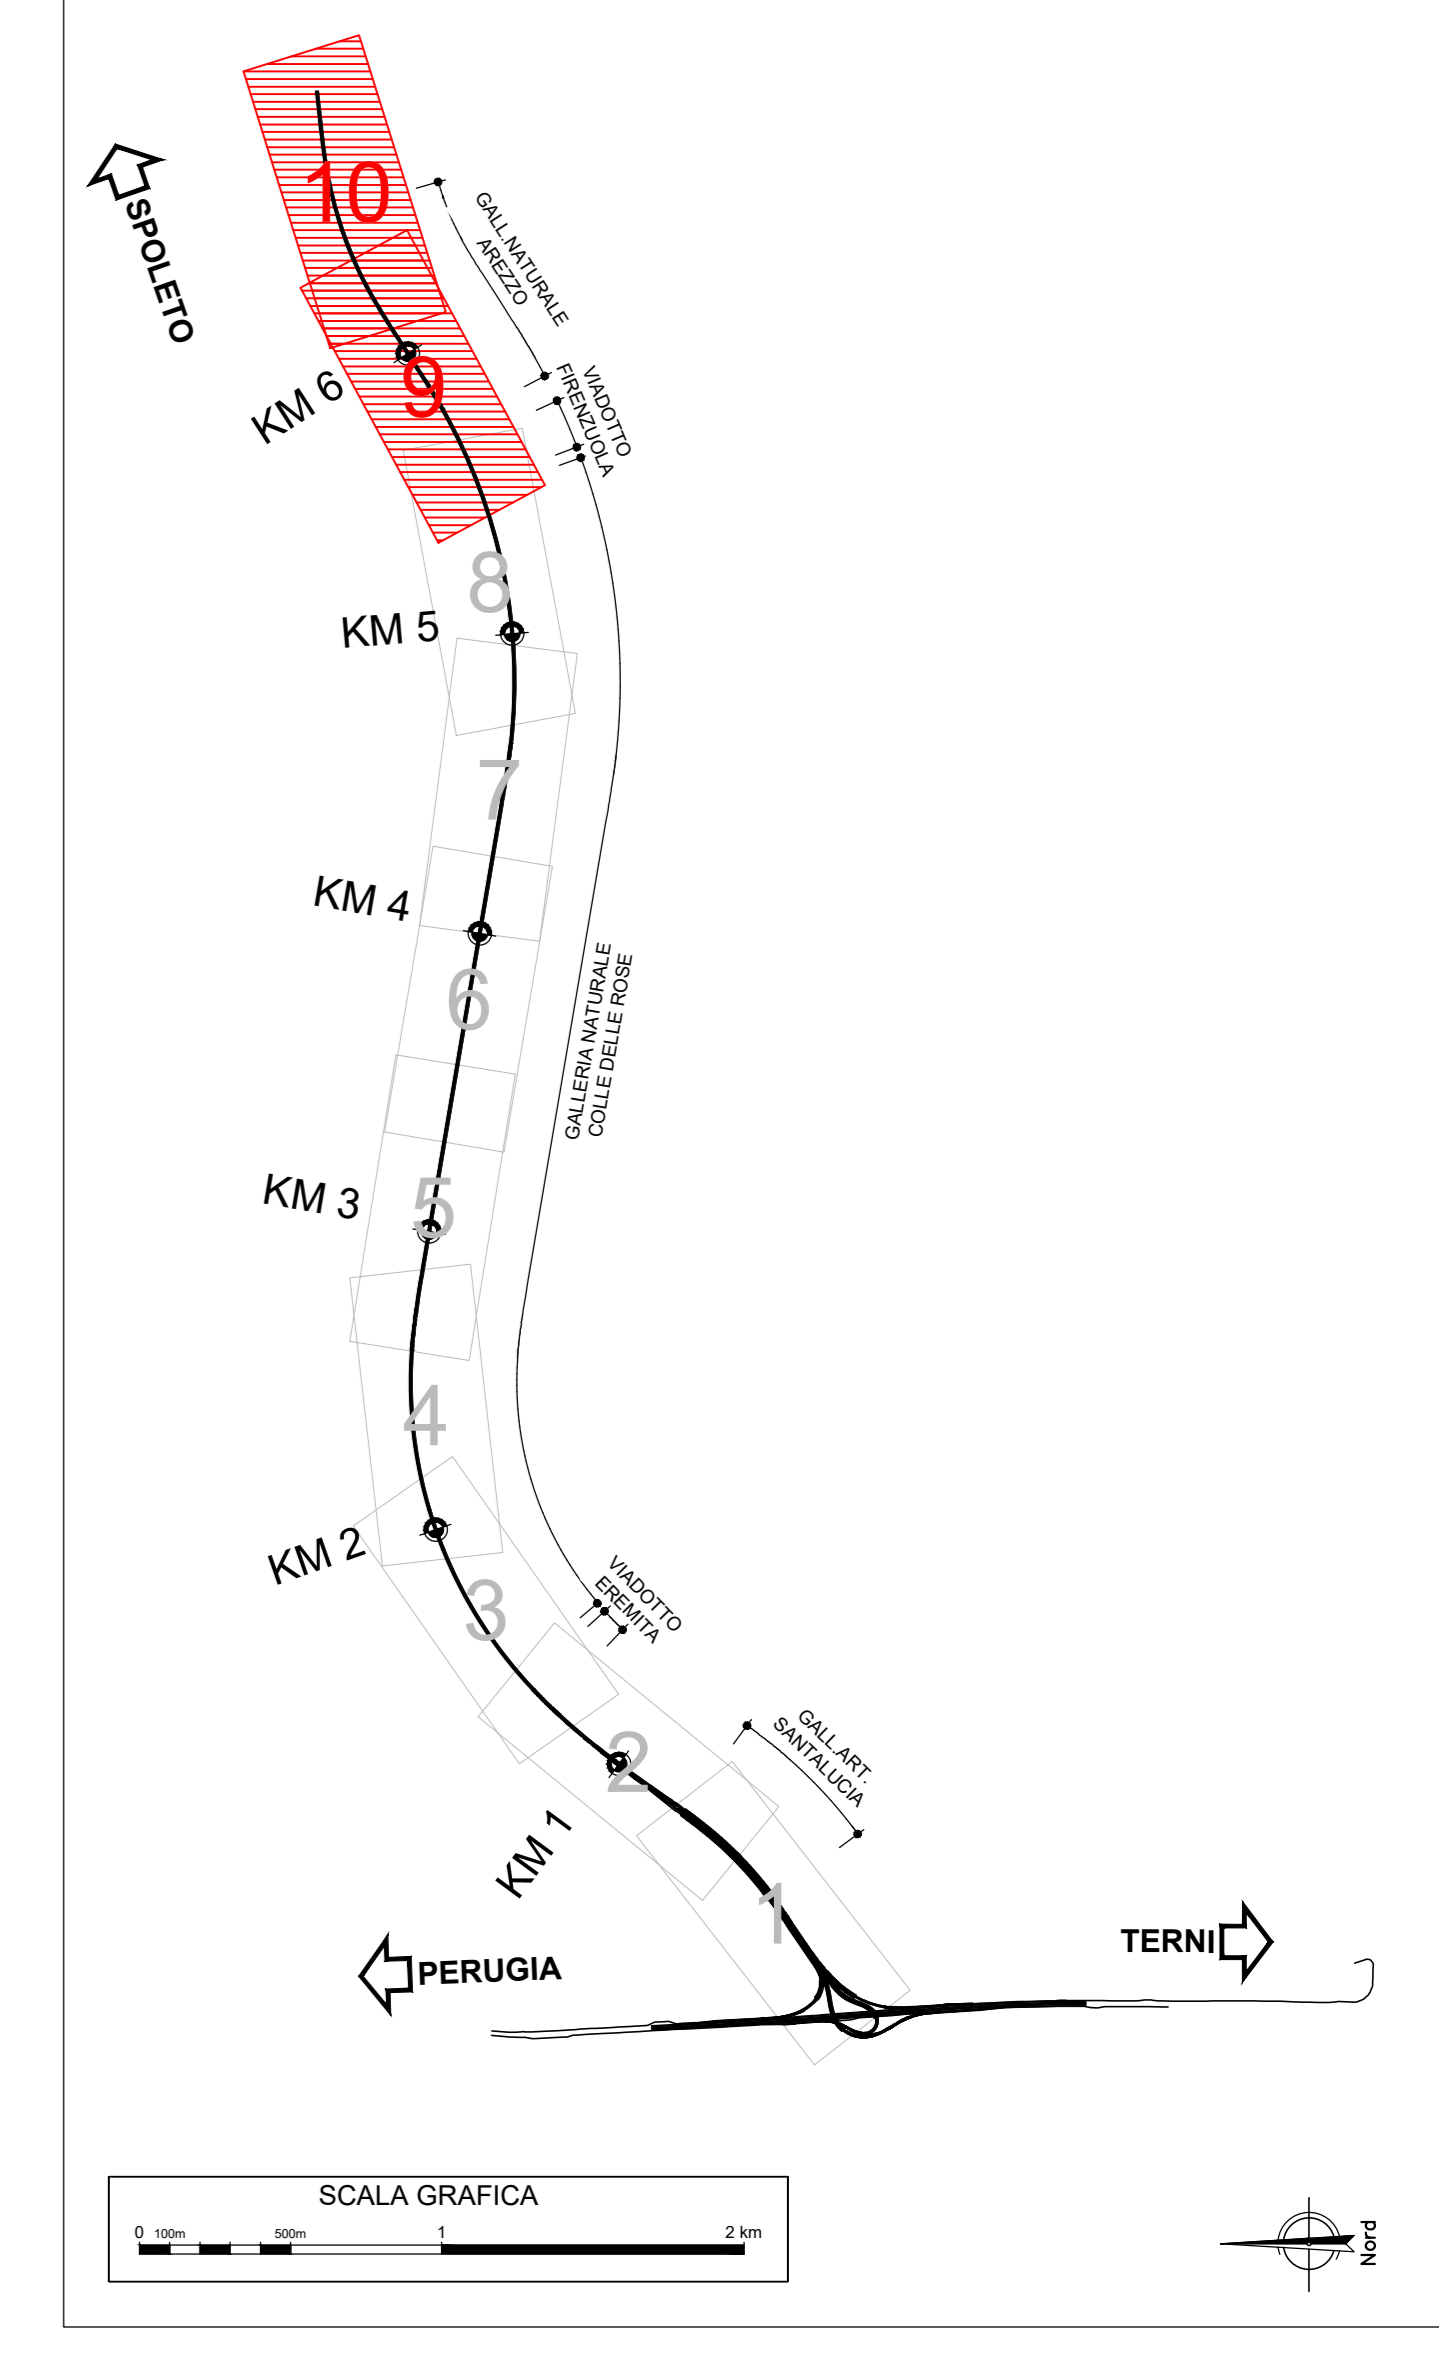 10
SPOLETO
GALL.NATURALE
AREZZO
KM 6
9
VIADOTTO
FIRENZUOLA
8
KM 5
7
KM 4
6
GALLERIA NATURALE
COLLE DELLE ROSE
KM 3
5
4
KM 2
3
VIADOTTO
EREMITA
2
GALL.ART.
SANTALUCIA
KM 1
1
PERUGIA
TERNI
SCALA GRAFICA
0 100m 500m 1 2 km
Nord